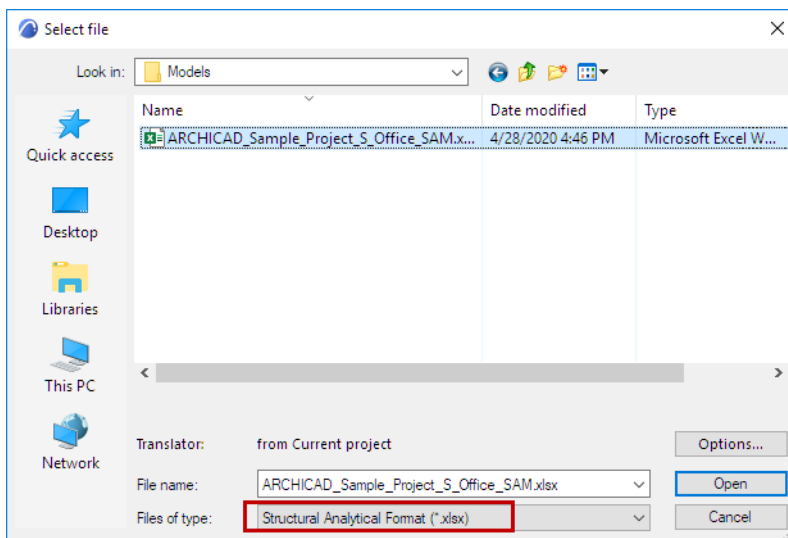 Select file
Look in: Models
Name Date modified Type
ARCHICAD_Sample_Project_S_Office_SAM.x... 4/28/2020 4:46 PM Microsoft Excel W...
Quick access
Desktop
Libraries
This PC
Network
Translator: from Current project Options...
File name: ARCHICAD_Sample_Project_S_Office_SAM.xlsx Open
Files of type: Structural Analytical Format (*.xlsx) Cancel